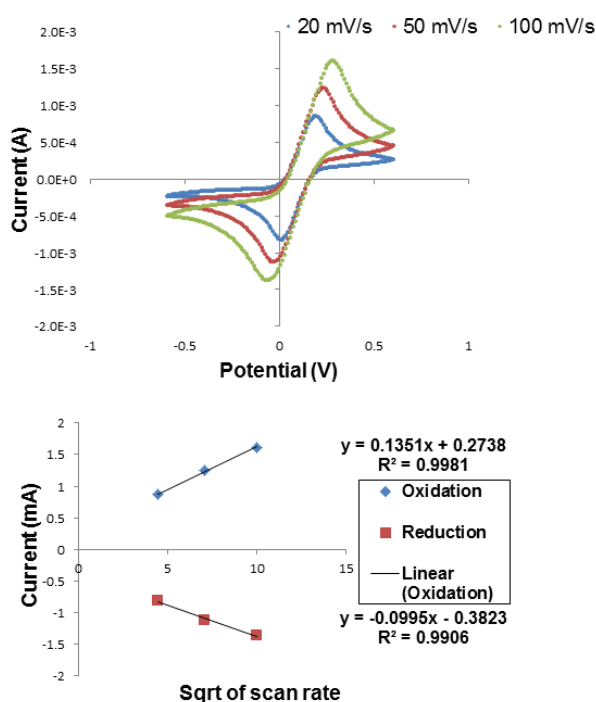 20 mV/s 50 mV/s 100 mV/s
2.0E-3
1.5E-3
1.0E-3
5.0E-4
0.0E+0
-5.0E-4
-1.0E-3
-1.5E-3
-2.0E-3
Current (A)
-1 -0.5 0 0.5 1
Potential (V)
2
1.5
1
0.5
0
-0.5
-1
-1.5
-2
Current (mA)
0 5 10 15
Sqrt of scan rate
y = 0.1351x + 0.2738
R² = 0.9981
Oxidation
Reduction
Linear
(Oxidation)
y = -0.0995x - 0.3823
R² = 0.9906